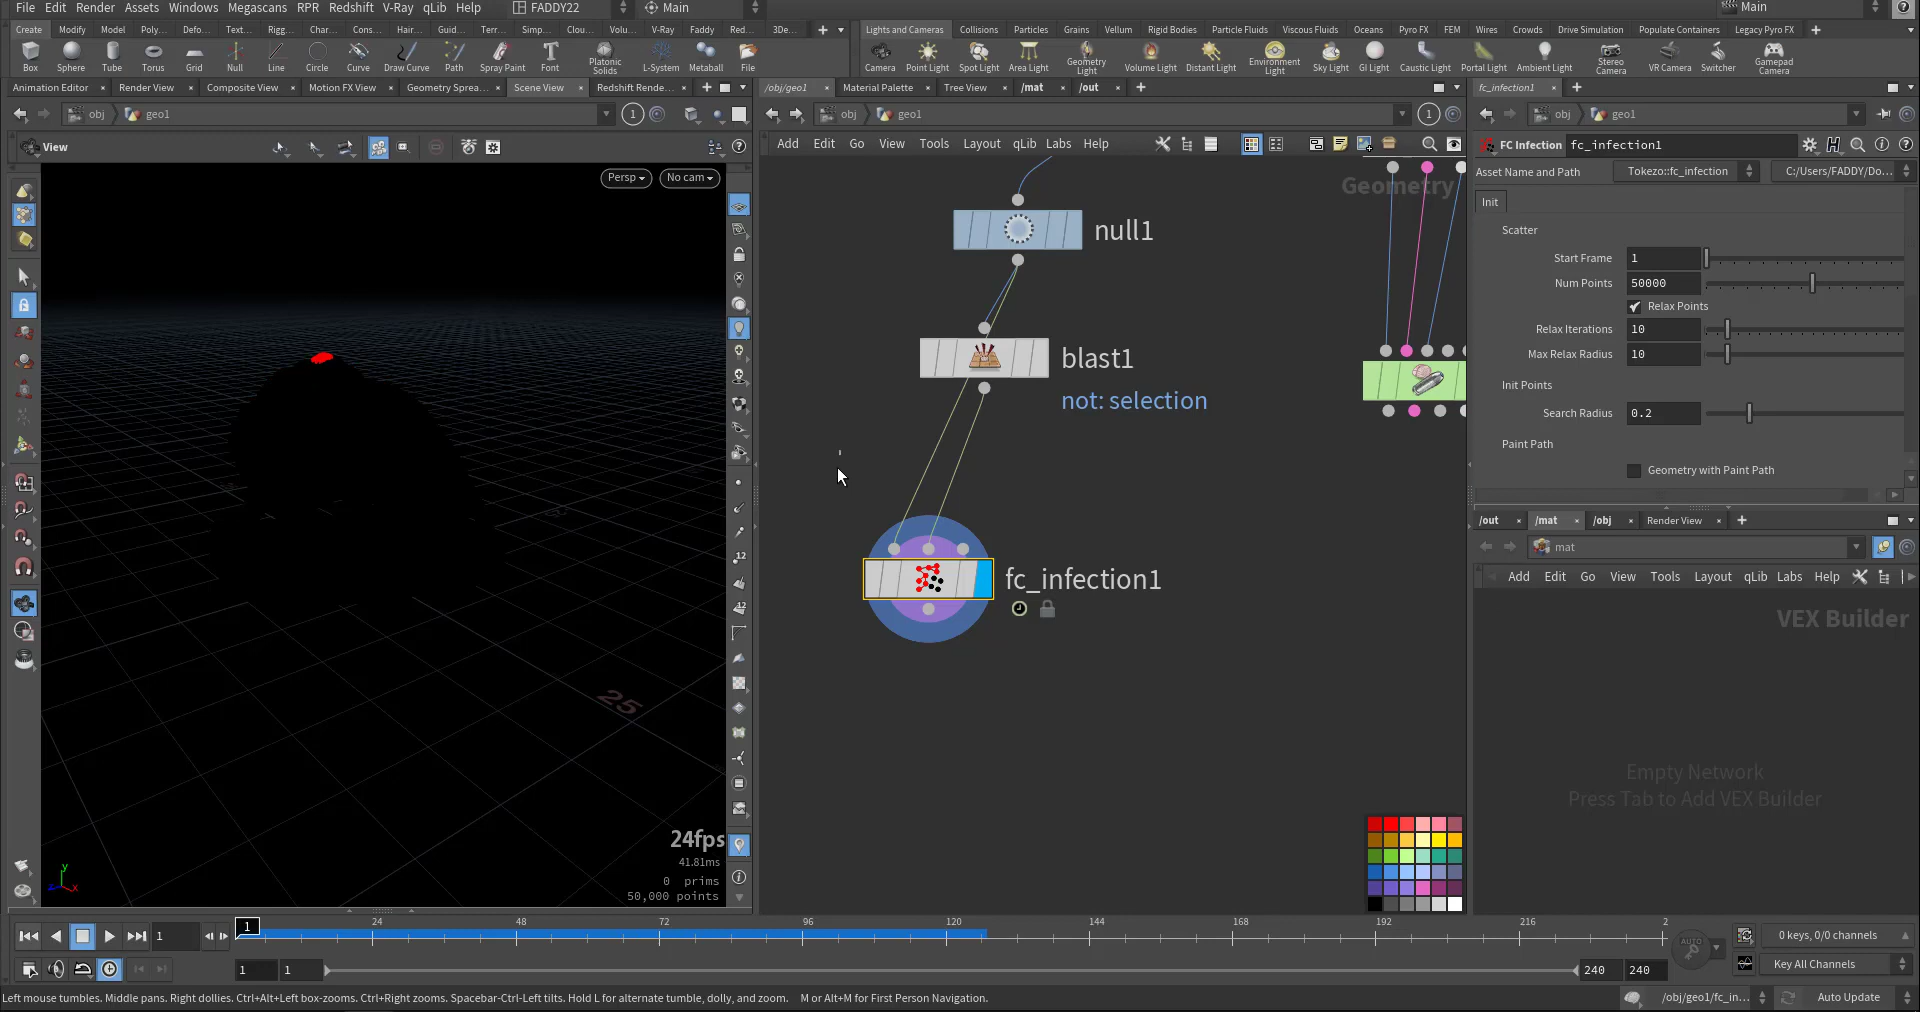 File Edit Render Assets Windows Megascans RPR Redshift V-Ray qLib Help FADDY22 Main Main
Create Modify Model Poly... Defo... Text... Rigg... Char... Cons... Hair... Guid... Terr... Simp... Clou... Volu... V-Ray Faddy Red... 3De...
Lights and Cameras Collisions Particles Grains Vellum Rigid Bodies Particle Fluids Viscous Fluids Oceans Pyro FX FEM Wires Crowds Drive Simulation Populate Containers Legacy Pyro FX
Box Sphere Tube Torus Grid Null Line Circle Curve Draw Curve Path Spray Paint Font Platonic Solids L-System Metaball File
Camera Point Light Spot Light Area Light Geometry Light Volume Light Distant Light Environment Light Sky Light GI Light Caustic Light Portal Light Ambient Light Stereo Camera VR Camera Switcher Gamepad Camera
Animation Editor Render View Composite View Motion FX View Geometry Sprea... Scene View Redshift Rende...
/obj/geo1 Material Palette Tree View /mat /out
fc_infection1
obj geo1 1
obj geo1 1
obj geo1
View
Add Edit Go View Tools Layout qLib Labs Help
FC Infection fc_infection1
Asset Name and Path Tokezo::fc_infection C:/Users/FADDY/Do...
Persp No cam
Geometry
Init
null1
Scatter
Start Frame 1
Num Points 50000
Relax Points
Relax Iterations 10
Max Relax Radius 10
blast1
not: selection
Init Points
Search Radius 0.2
Paint Path
Geometry with Paint Path
/out /mat /obj Render View
mat
Add Edit Go View Tools Layout qLib Labs Help
fc_infection1
VEX Builder
Empty Network
Press Tab to Add VEX Builder
12
12
25
24fps
41.81ms
0 prims
50,000 points
y
z x
1 1 24 48 72 96 120 144 168 192 216 2
AUTO
0 keys, 0/0 channels
1 1 240 240 Key All Channels
Left mouse tumbles. Middle pans. Right dollies. Ctrl+Alt+Left box-zooms. Ctrl+Right zooms. Spacebar-Ctrl-Left tilts. Hold L for alternate tumble, dolly, and zoom. M or Alt+M for First Person Navigation.
/obj/geo1/fc_in... Auto Update